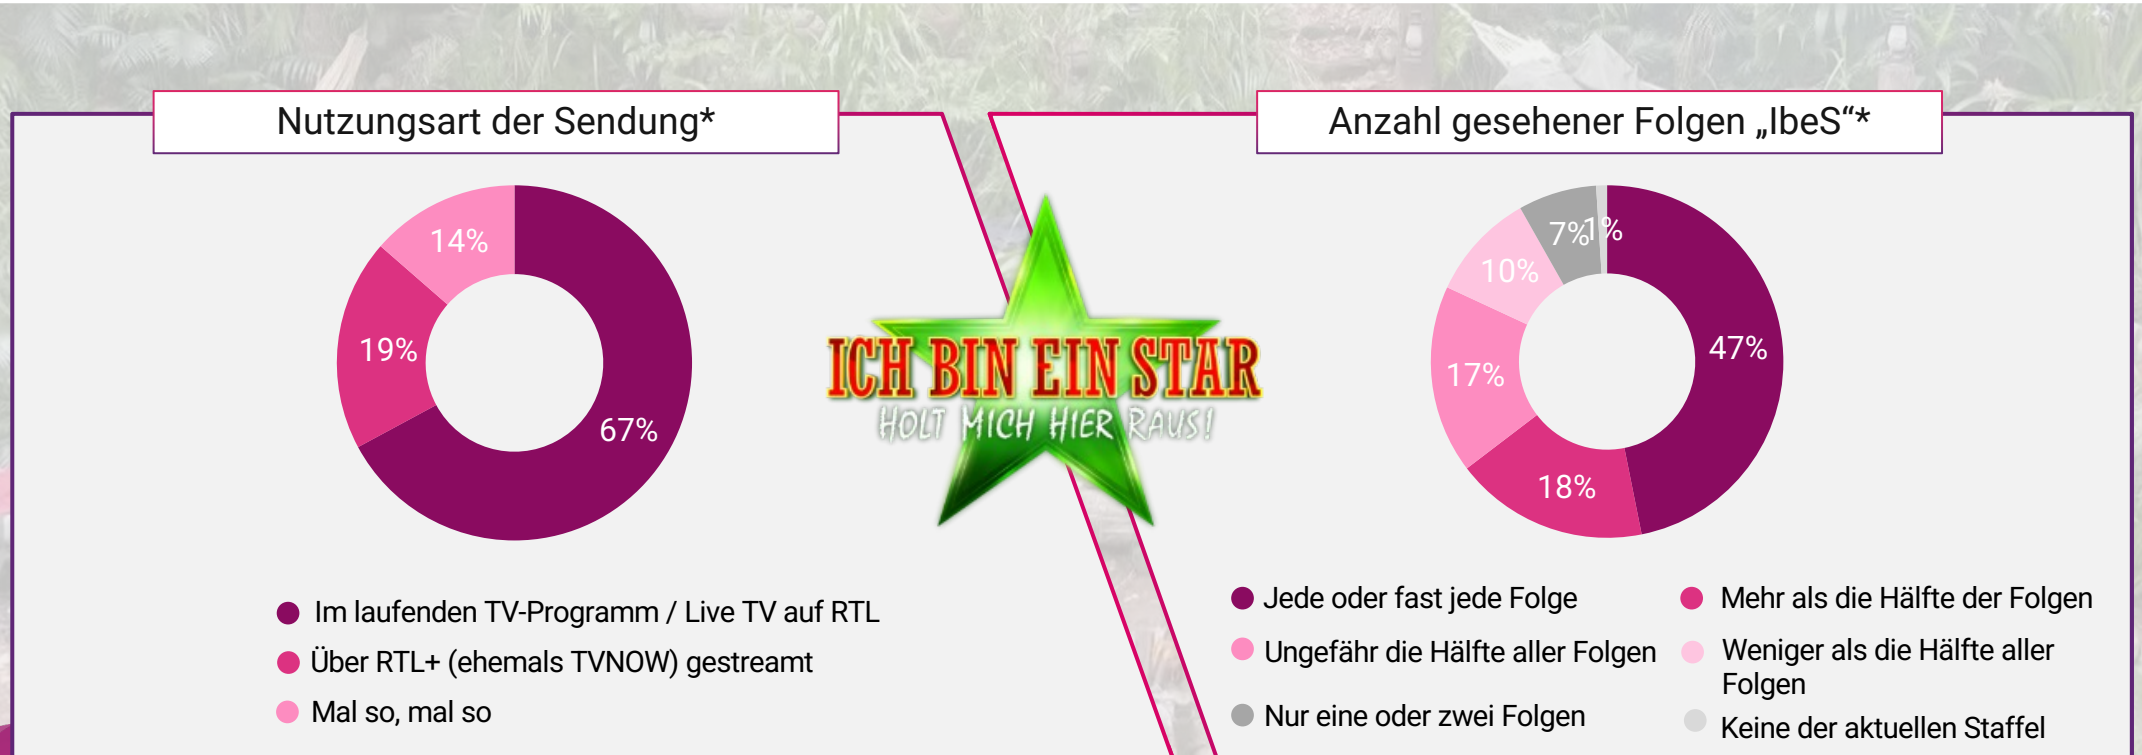 Nutzungsart der Sendung*
14%
19%
67%
Im laufenden TV-Programm / Live TV auf RTL
Über RTL+ (ehemals TVNOW) gestreamt
Mal so, mal so
ICH BIN EIN STAR
HOLT MICH HIER RAUS!
Anzahl gesehener Folgen „IbeS“*
7%
1%
10%
47%
17%
18%
Jede oder fast jede Folge
Mehr als die Hälfte der Folgen
Ungefähr die Hälfte aller Folgen
Weniger als die Hälfte aller
Folgen
Nur eine oder zwei Folgen
Keine der aktuellen Staffel